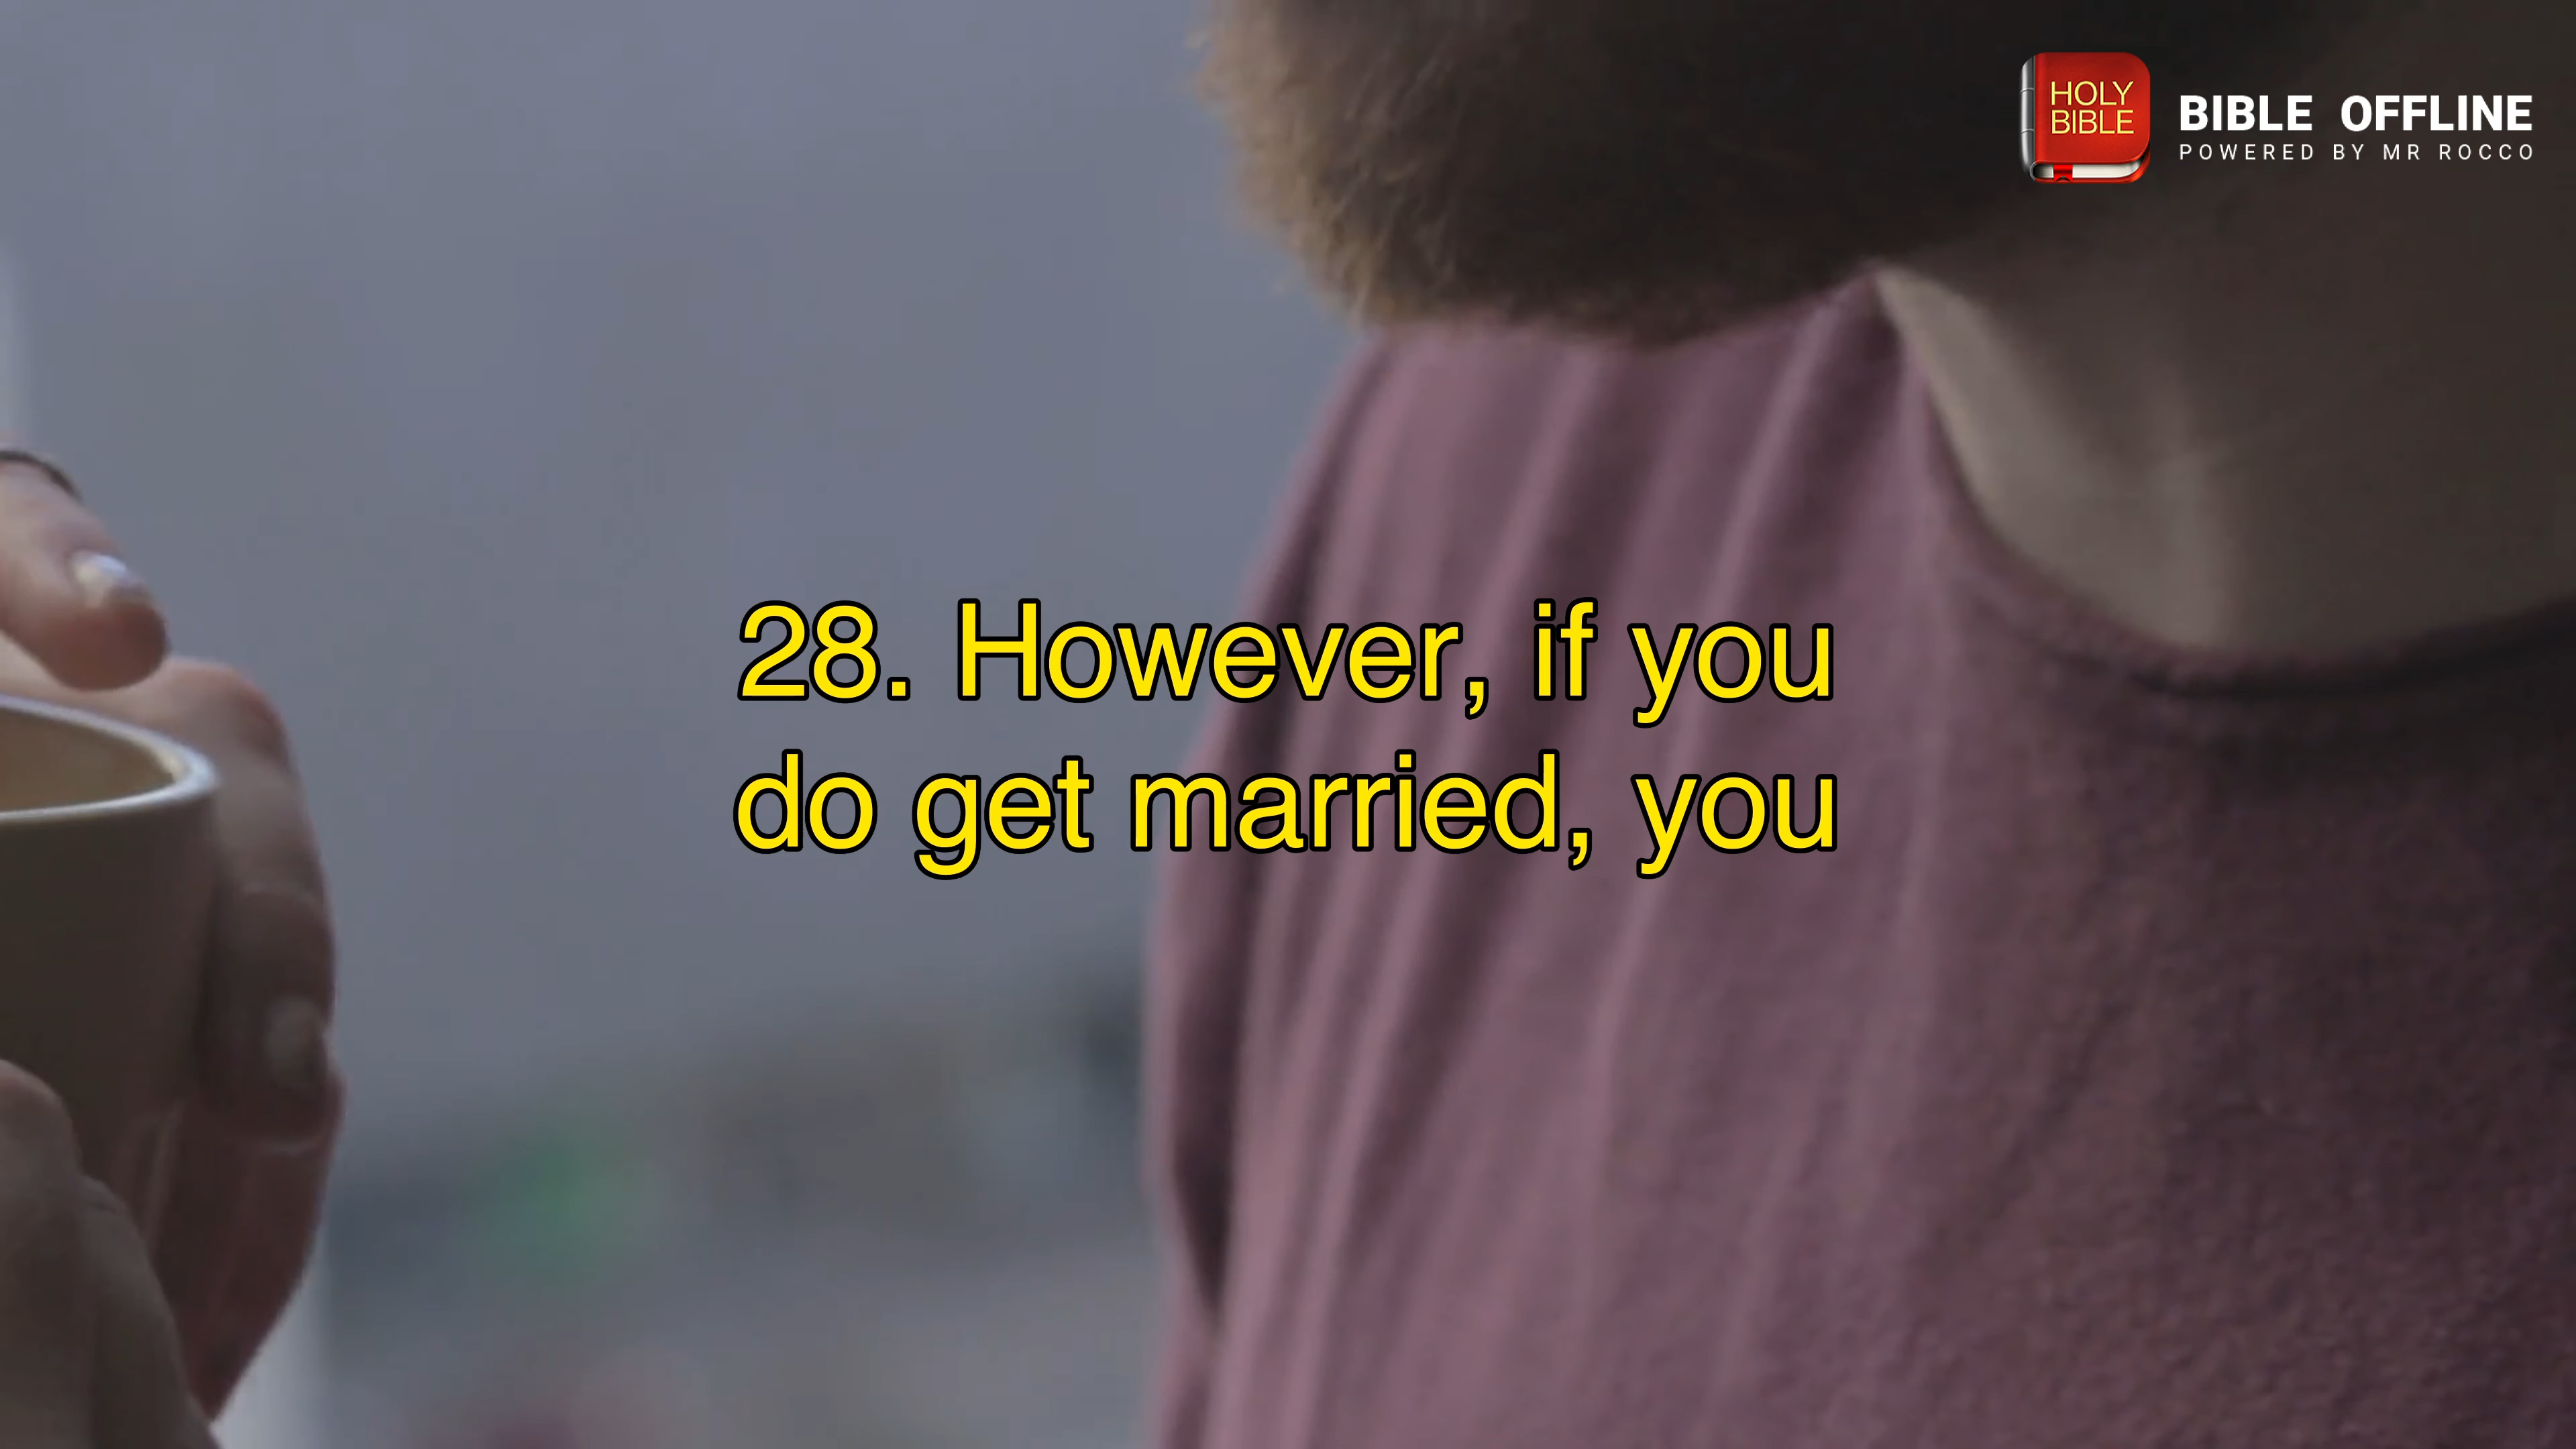 HOLY
BIBLE
BIBLE OFFLINE
POWERED BY MR ROCCO
28. However, if you
do get married, you